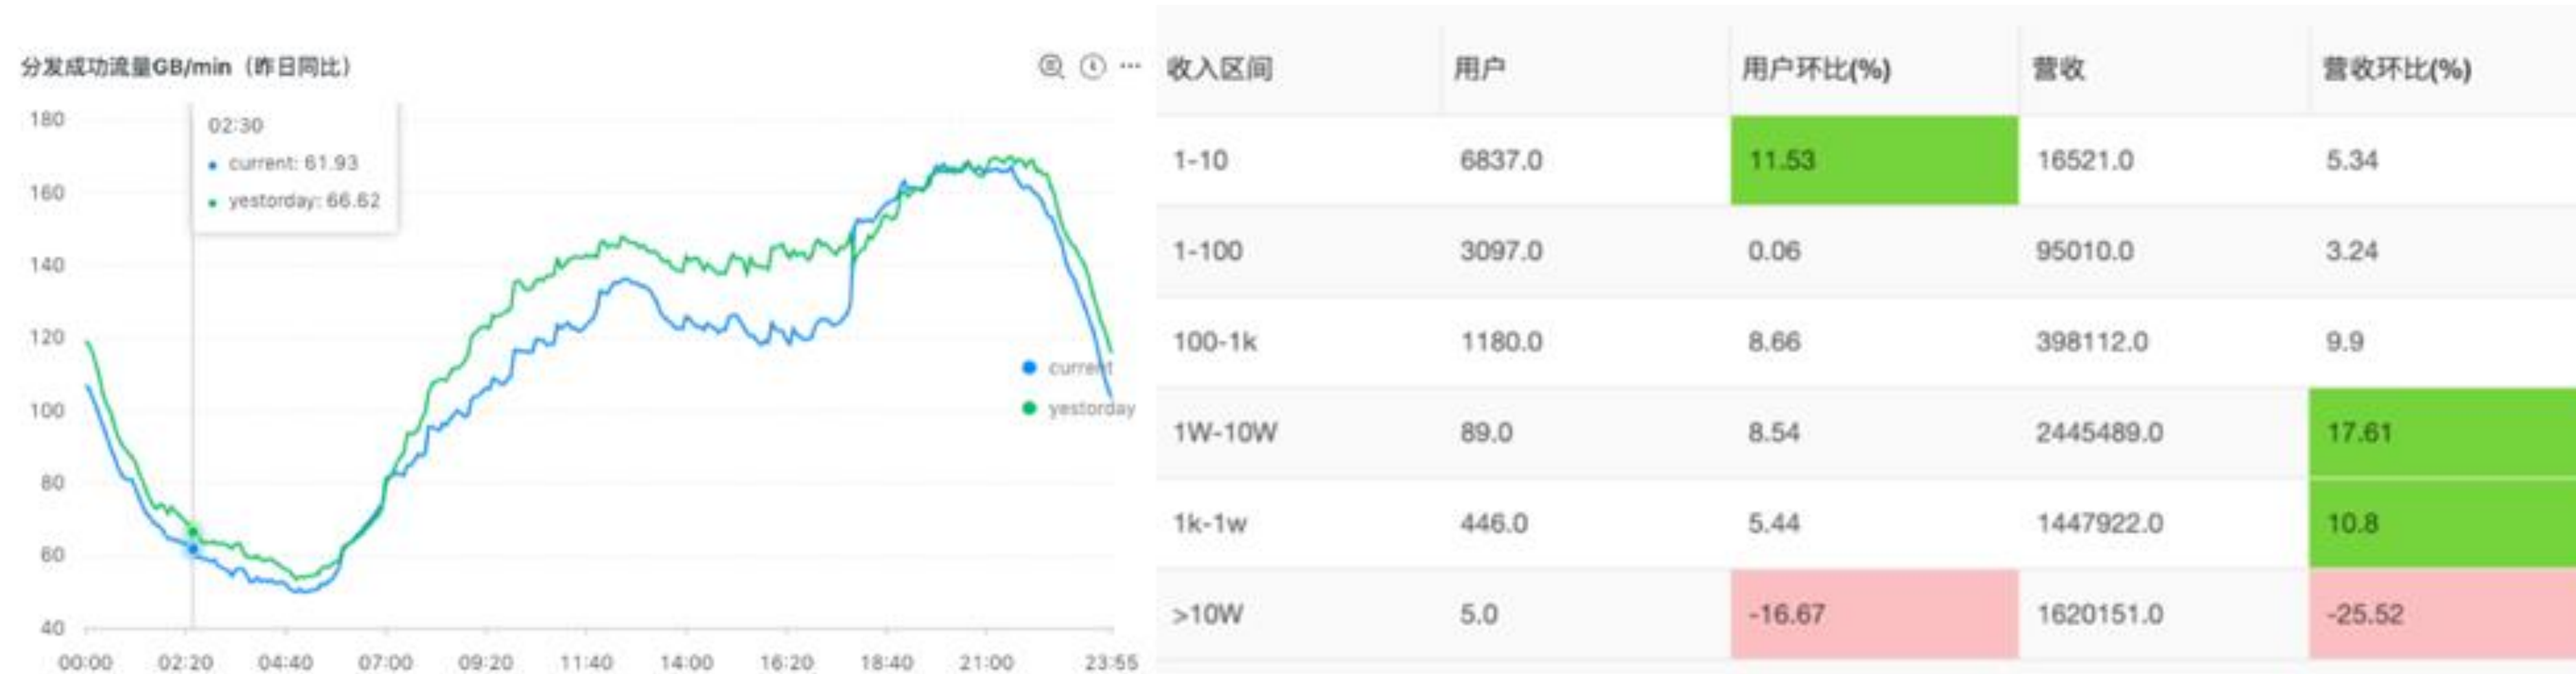 分发成功流量GB/min（昨日同比）
180
160
140
120
100
80
60
40
02:30
current: 61.93
yestorday: 66.62
current
yestorday
00:00 02:20 04:40 07:00 09:20 11:40 14:00 16:20 18:40 21:00 23:55
收入区间 用户 用户环比(%) 营收 营收环比(%)
1-10 6837.0 11.53 16521.0 5.34
1-100 3097.0 0.06 95010.0 3.24
100-1k 1180.0 8.66 398112.0 9.9
1W-10W 89.0 8.54 2445489.0 17.61
1k-1w 446.0 5.44 1447922.0 10.8
>10W 5.0 -16.67 1620151.0 -25.52